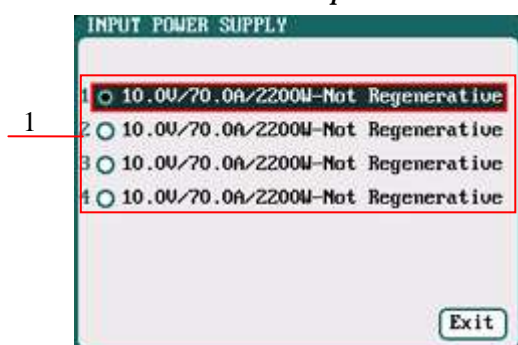 INPUT POWER SUPPLY
1 10.0V/70.0A/2200W-Not Regenerative
1
2 10.0V/70.0A/2200W-Not Regenerative
3 10.0V/70.0A/2200W-Not Regenerative
4 10.0V/70.0A/2200W-Not Regenerative
Exit